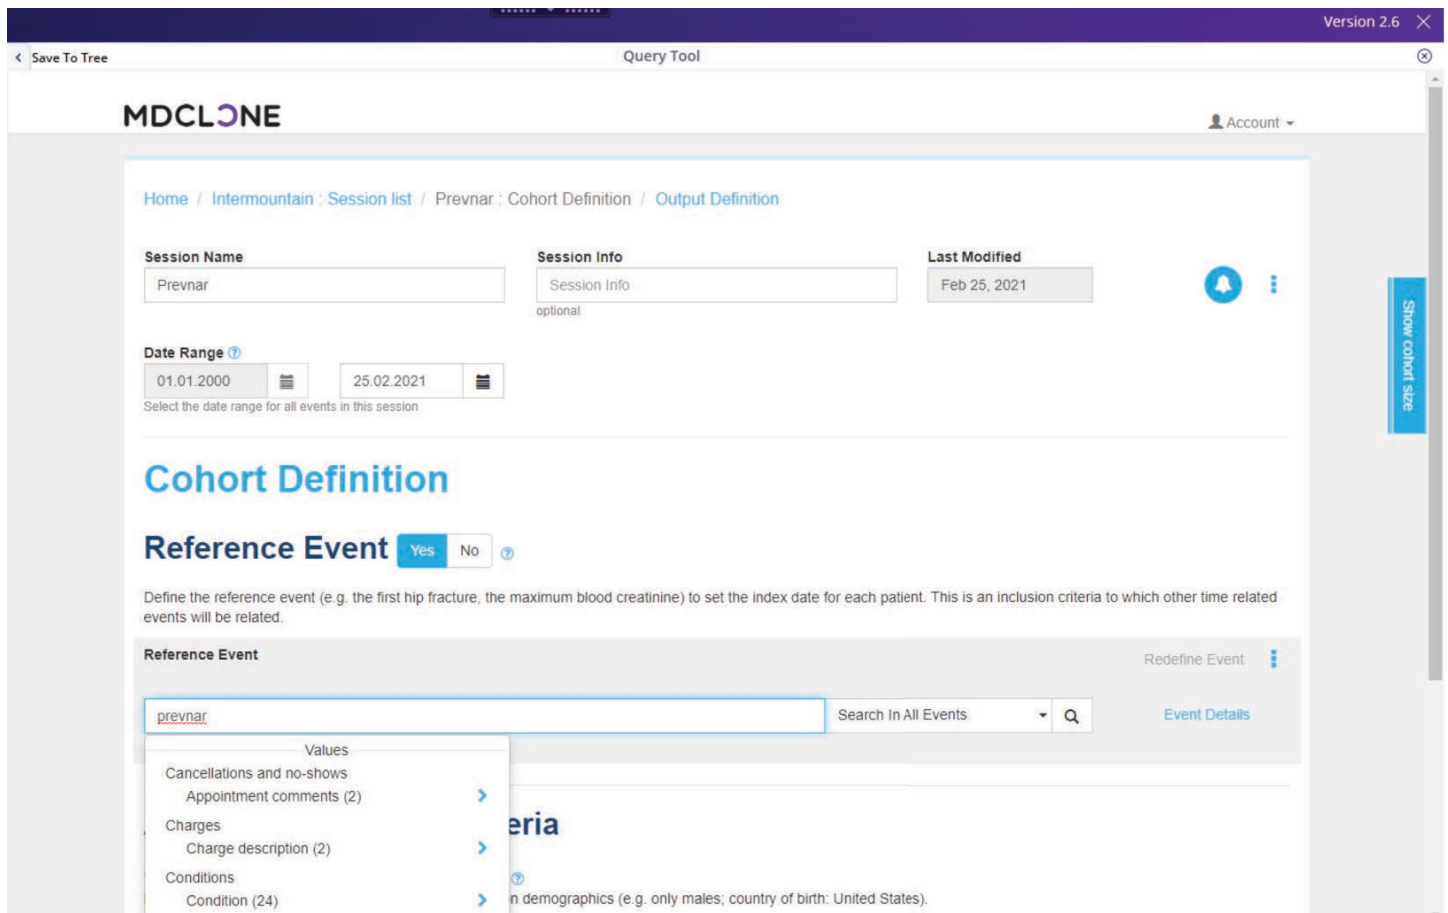 Version 2.6
Save To Tree
Query Tool
MDCLONE
Account
Home / Intermountain : Session list / Prevnar : Cohort Definition / Output Definition
Session Name
Session Info
Last Modified
Prevnar
Session Info
Feb 25, 2021
optional
Date Range
01.01.2000
25.02.2021
Select the date range for all events in this session
Show cohort size
Cohort Definition
Reference Event Yes No
Define the reference event (e.g. the first hip fracture, the maximum blood creatinine) to set the index date for each patient. This is an inclusion criteria to which other time related
events will be related.
Reference Event
Redefine Event
prevnar
Search In All Events
Event Details
Values
Cancellations and no-shows
Appointment comments (2)
Charges
eria
Charge description (2)
Conditions
Condition (24)
n demographics (e.g. only males; country of birth: United States).